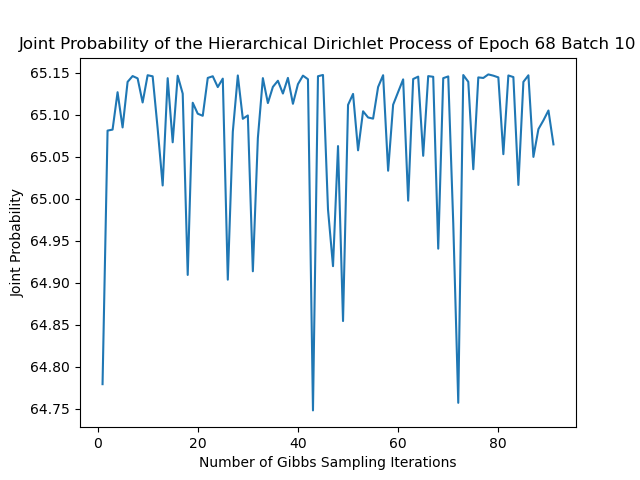 Joint Probability of the Hierarchical Dirichlet Process of Epoch 68 Batch 10
65.15
65.10
65.05
65.00
64.95
64.90
64.85
64.80
64.75
Joint Probability
0 20 40 60 80
Number of Gibbs Sampling Iterations